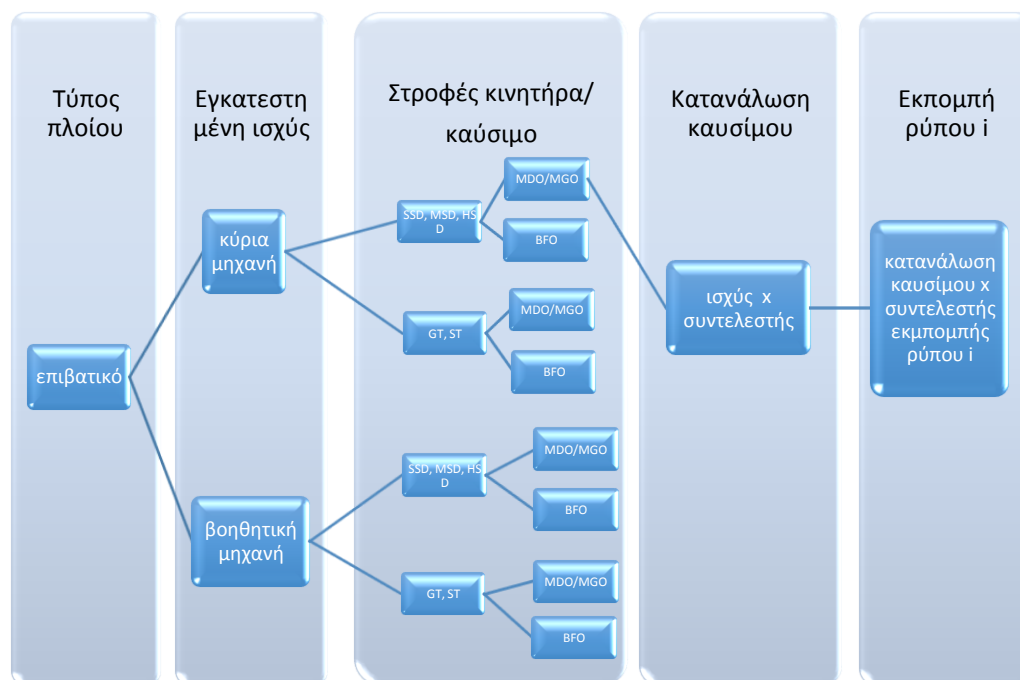 Τύπος
πλοίου
Εγκατεστη
μένη ισχύς
Στροφές κινητήρα/
καύσιμο
Κατανάλωση
καυσίμου
Εκπομπή
ρύπου i
επιβατικό
κύρια
μηχανή
βοηθητική
μηχανή
SSD, MSD, HS
D
MDO/MGO
BFO
GT, ST
MDO/MGO
BFO
SSD, MSD, HS
D
MDO/MGO
BFO
GT, ST
MDO/MGO
BFO
ισχύς x
συντελεστής
κατανάλωση
καυσίμου x
συντελεστής
εκμπομπής
ρύπου i